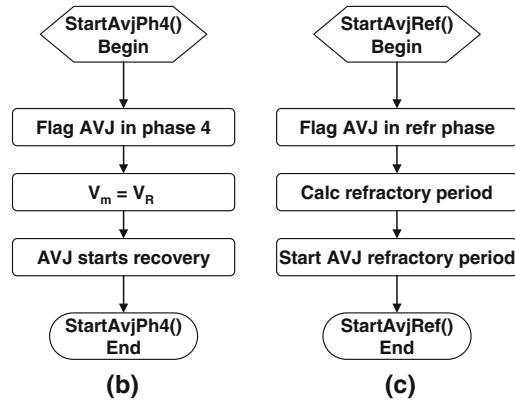 StartAvjPh4()
Begin
Flag AVJ in phase 4
V_m = V_R
AVJ starts recovery
StartAvjPh4()
End
(b)
StartAvjRef()
Begin
Flag AVJ in refr phase
Calc refractory period
Start AVJ refractory period
StartAvjRef()
End
(c)